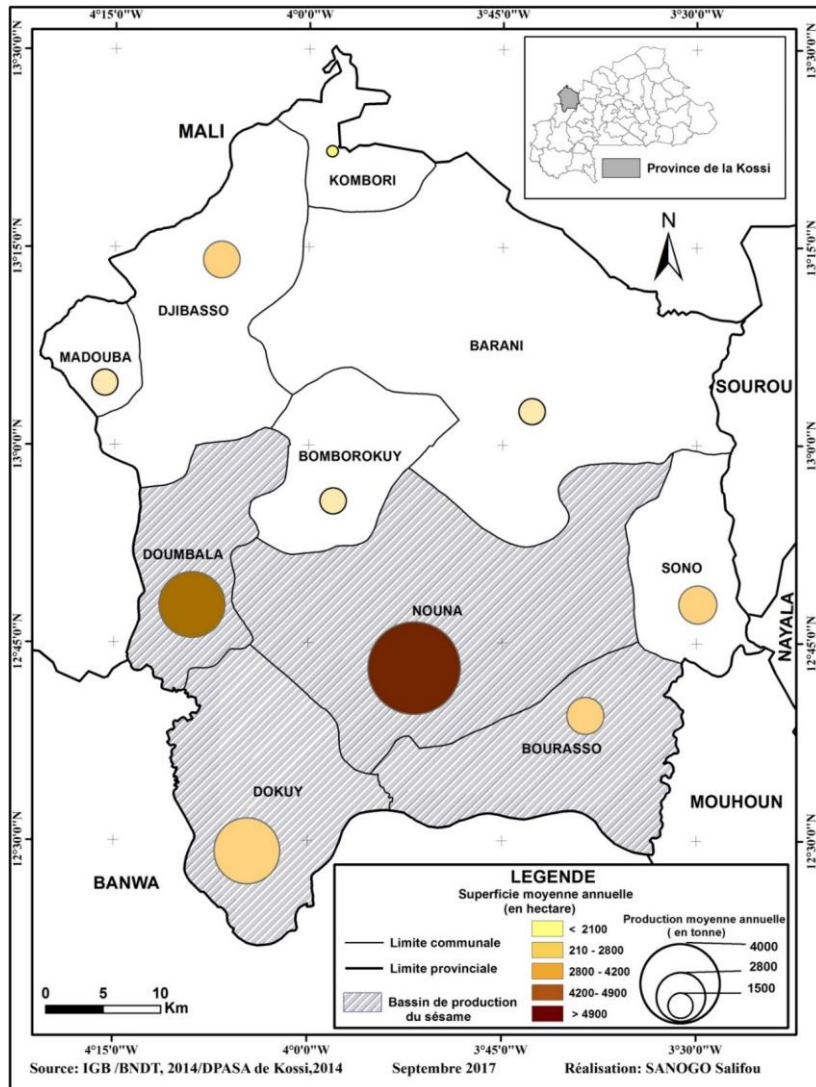 4°15'0"W 4°0'0"W 3°45'0"W 3°30'0"W
13°30'0"N 13°30'0"N
MALI
KOMBORI
Province de la Kossi
N
13°15'0"N 13°15'0"N
DJIBASSO
BARANI
MADOUBA
SOUROU
13°0'0"N 13°0'0"N
BOMBOROKUY
DOUMBALA
SONO
NOUNA
NAYALA
12°45'0"N 12°45'0"N
BOURASSO
DOKUY
MOUHOUN
12°30'0"N 12°30'0"N
BANWA
LEGENDE
Superficie moyenne annuelle
(en hectare)
Production moyenne annuelle
( en tonne)
< 2100
210 - 2800
2800 - 4200
4200- 4900
> 4900
4000
2800
1500
Limite communale
Limite provinciale
Bassin de production
du sésame
0 5 10
Km
4°15'0"W 4°0'0"W 3°45'0"W 3°30'0"W
Source: IGB /BNDT, 2014/DPASA de Kossi,2014 Septembre 2017 Réalisation: SANOGO Salifou